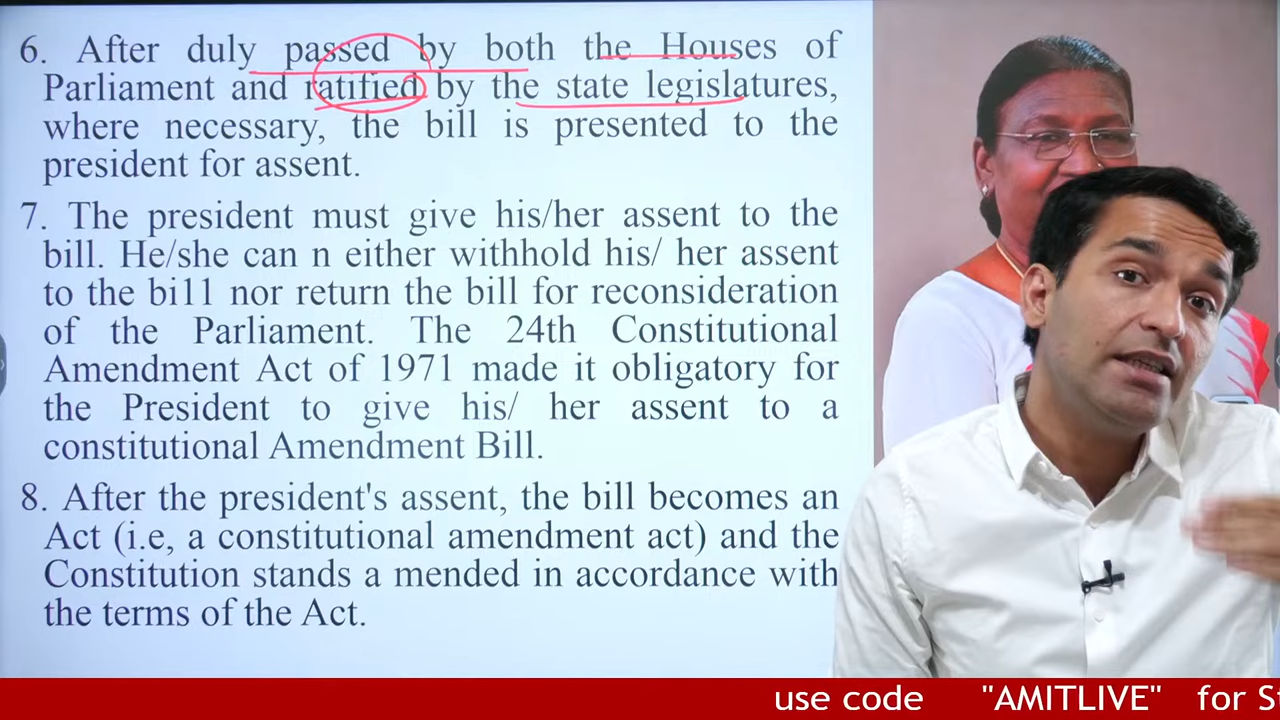 6. After duly passed by both the Houses of
Parliament and ratified by the state legislatures,
where necessary, the bill is presented to the
president for assent.
7. The president must give his/her assent to the
bill. He/she can n either withhold his/ her assent
to the bi11 nor return the bill for reconsideration
of the Parliament. The 24th Constitutional
Amendment Act of 1971 made it obligatory for
the President to give his/ her assent to a
constitutional Amendment Bill.
8. After the president's assent, the bill becomes an
Act (i.e, a constitutional amendment act) and the
Constitution stands a mended in accordance with
the terms of the Act.
use code "AMITLIVE" for S